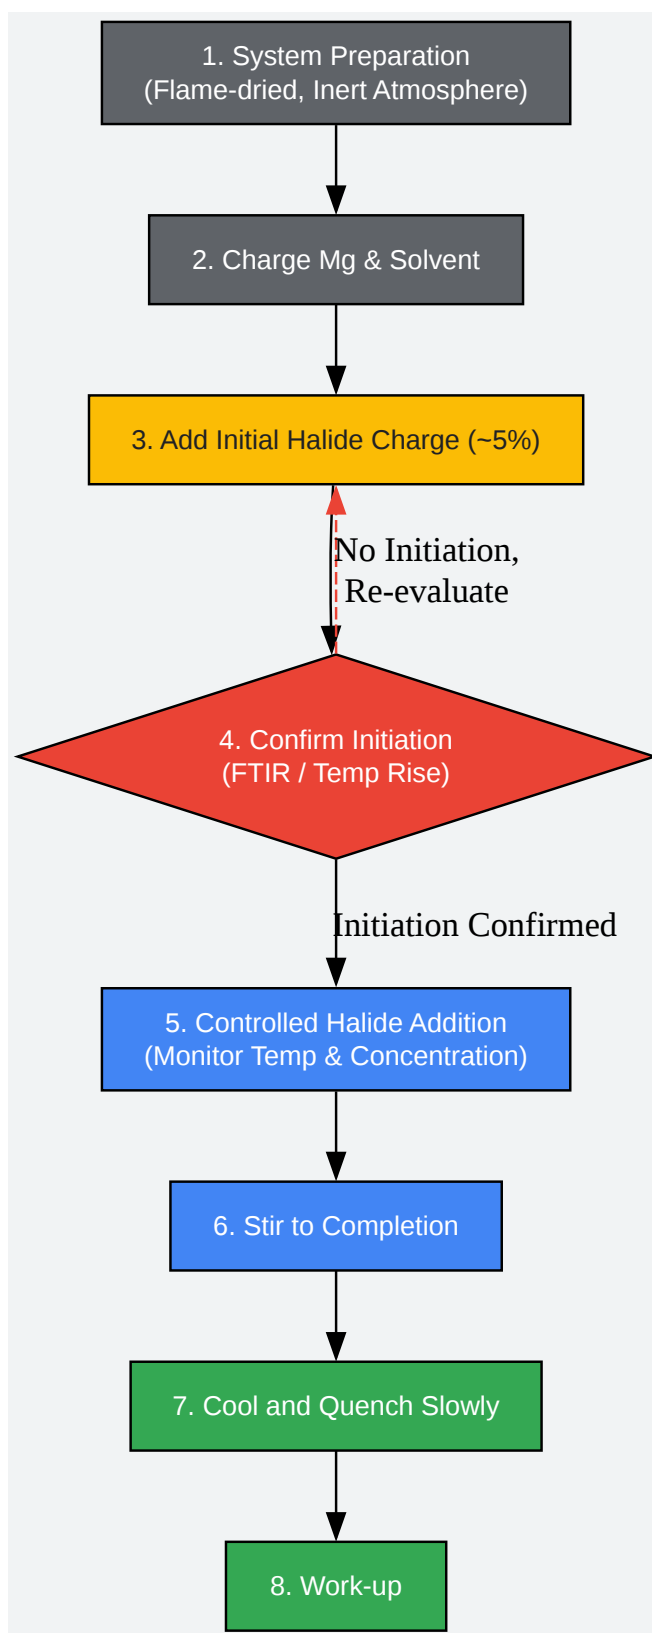 1. System Preparation
(Flame-dried, Inert Atmosphere)
2. Charge Mg & Solvent
3. Add Initial Halide Charge (~5%)
No Initiation,
Re-evaluate
4. Confirm Initiation
(FTIR / Temp Rise)
Initiation Confirmed
5. Controlled Halide Addition
(Monitor Temp & Concentration)
6. Stir to Completion
7. Cool and Quench Slowly
8. Work-up